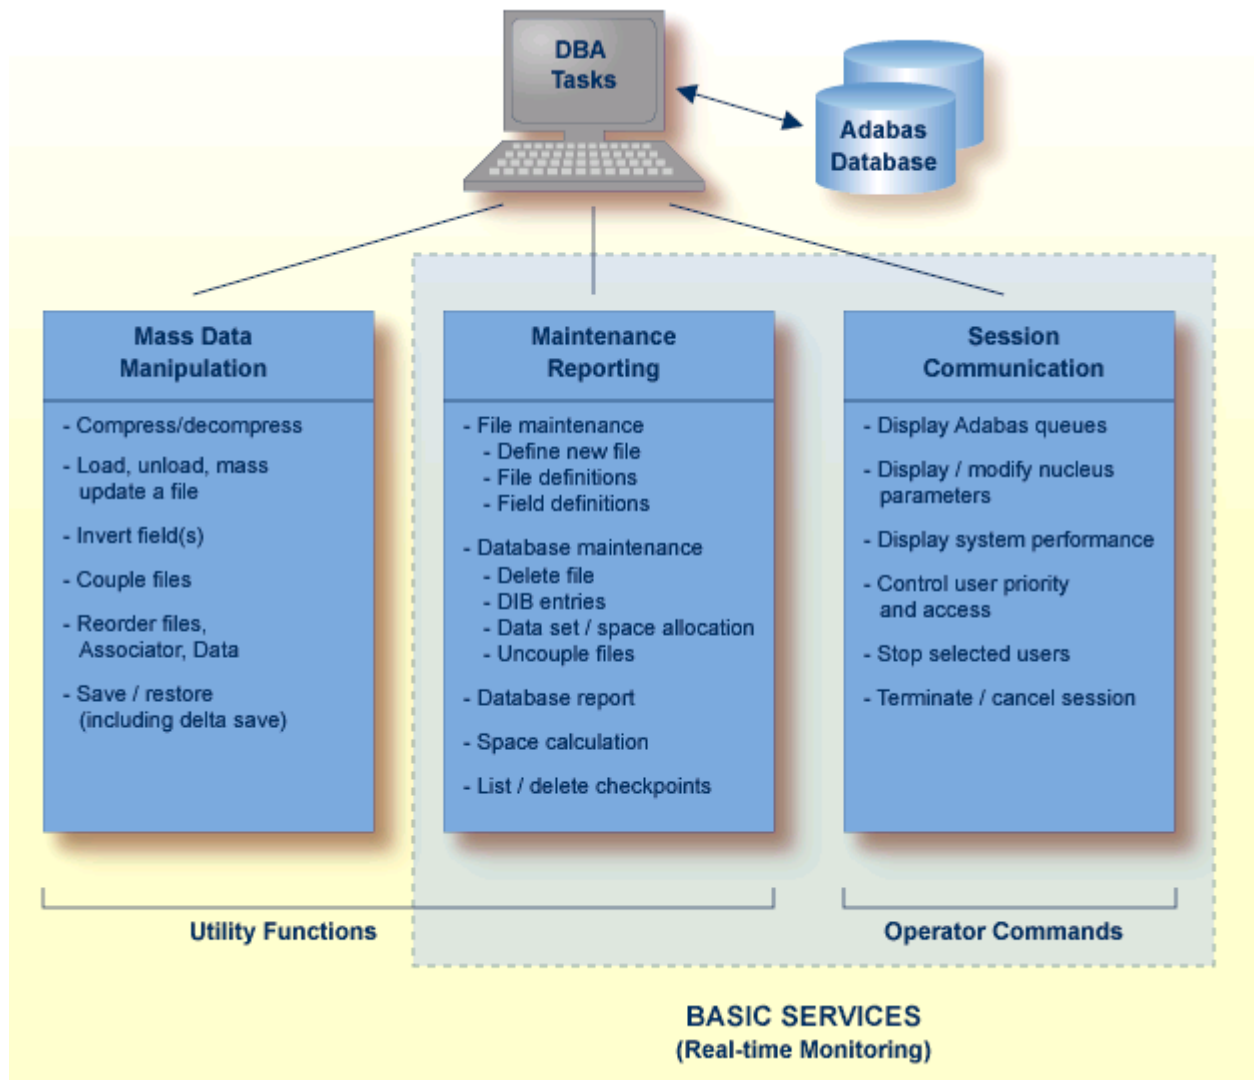 DBA
Tasks
Adabas
Database
Mass Data
Manipulation
- Compress/decompress
- Load, unload, mass
update a file
- Invert field(s)
- Couple files
- Reorder files,
Associator, Data
- Save / restore
(including delta save)
Maintenance
Reporting
- File maintenance
- Define new file
- File definitions
- Field definitions
- Database maintenance
- Delete file
- DIB entries
- Data set / space allocation
- Uncouple files
- Database report
- Space calculation
- List / delete checkpoints
Session
Communication
- Display Adabas queues
- Display / modify nucleus
parameters
- Display system performance
- Control user priority
and access
- Stop selected users
- Terminate / cancel session
Utility Functions
Operator Commands
BASIC SERVICES
(Real-time Monitoring)